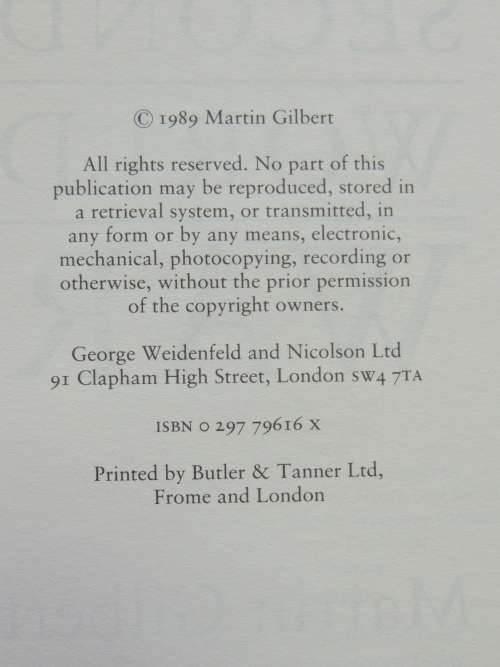 © 1989 Martin Gilbert
All rights reserved. No part of this
publication may be reproduced, stored in
a retrieval system, or transmitted, in
any form or by any means, electronic,
mechanical, photocopying, recording or
otherwise, without the prior permission
of the copyright owners.
George Weidenfeld and Nicolson Ltd
91 Clapham High Street, London SW4 7TA
ISBN 0 297 79616 X
Printed by Butler & Tanner Ltd,
Frome and London